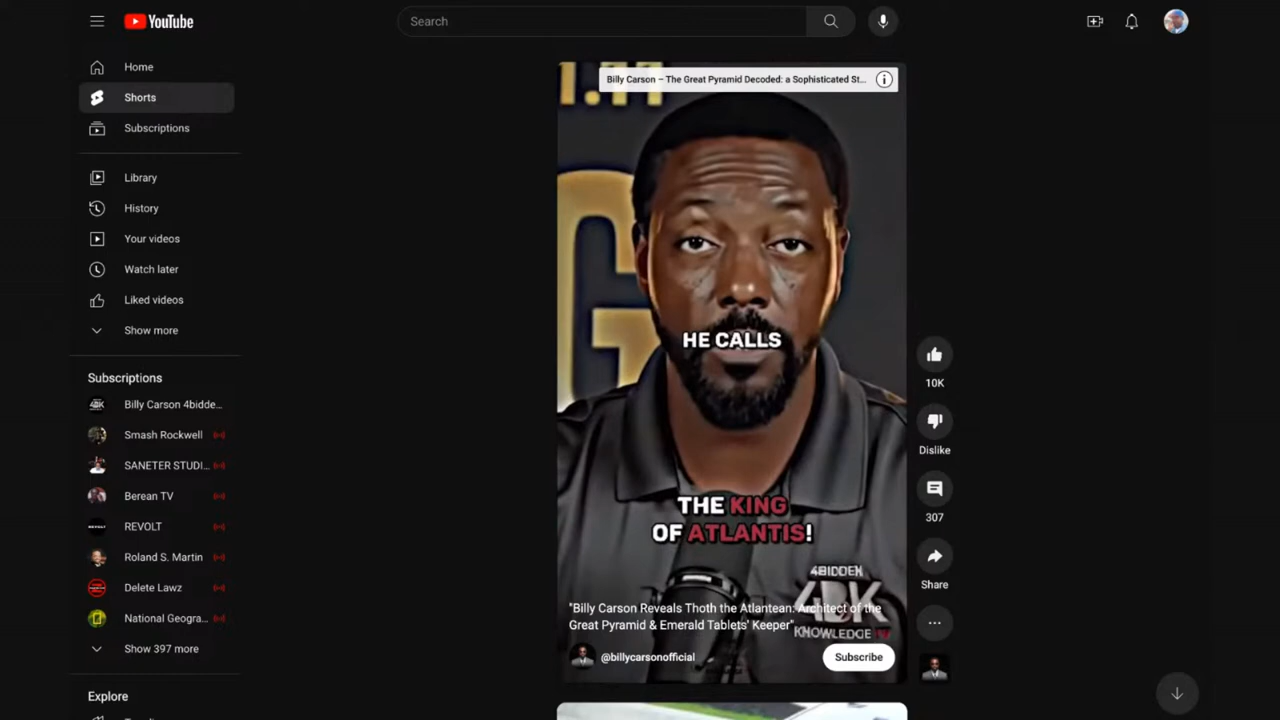 YouTube
Search
Home
Shorts
Subscriptions
Library
History
Your videos
Watch later
Liked videos
Show more
Subscriptions
Billy Carson 4bidde...
Smash Rockwell
SANETER STUDI...
Berean TV
REVOLT
Roland S. Martin
Delete Lawz
National Geogra...
Show 397 more
Explore
Billy Carson – The Great Pyramid Decoded: a Sophisticated St...
HE CALLS
THE KING
OF ATLANTIS!
4BIDDEN
4BK
KNOWLEDGE
"Billy Carson Reveals Thoth the Atlantean: Architect of the
Great Pyramid & Emerald Tablets' Keeper"
@billycarsonofficial
Subscribe
10K
Dislike
307
Share